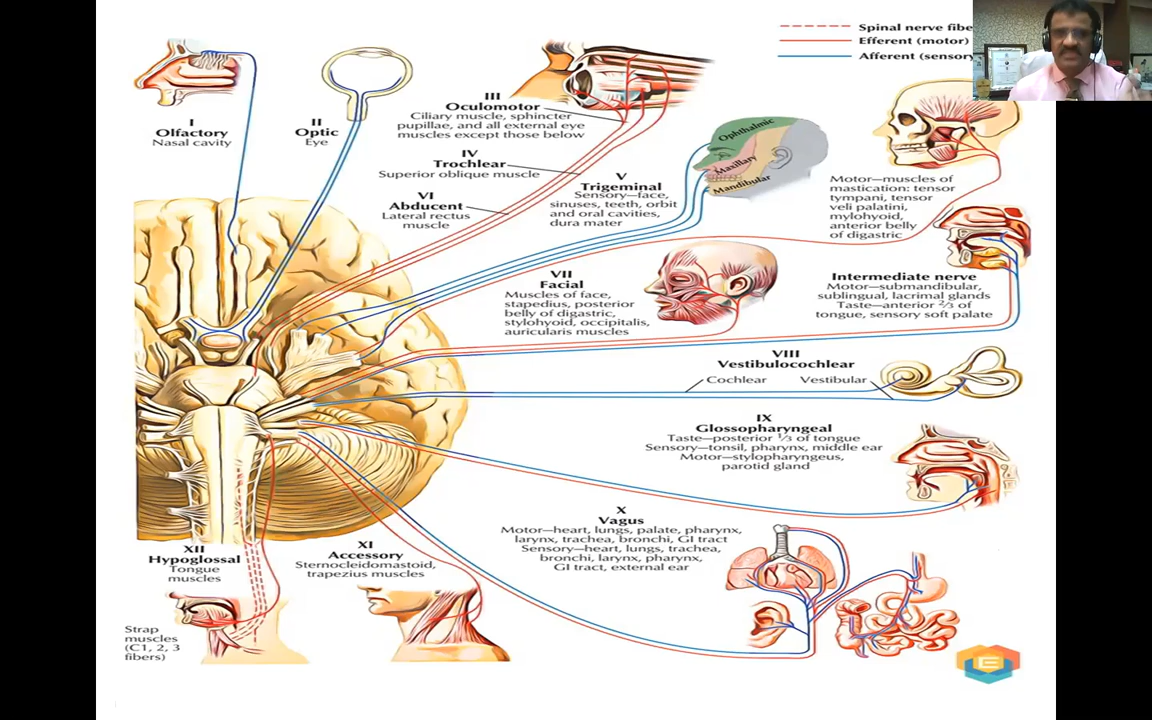 Spinal nerve fibe
Efferent (motor)
Afferent (sensory
I
Olfactory
Nasal cavity
II
Optic
Eye
III
Oculomotor
Ciliary muscle, sphincter
pupillae, and all external eye
muscles except those below
IV
Trochlear
Superior oblique muscle
VI
Abducent
Lateral rectus
muscle
V
Trigeminal
Sensory—face,
sinuses, teeth, orbit
and oral cavities,
dura mater
Ophthalmic
Maxillary
Mandibular
Motor—muscles of
mastication: tensor
tympani, tensor
veli palatini,
mylohyoid,
anterior belly
of digastric
VII
Facial
Muscles of face,
stapedius, posterior
belly of digastric,
stylohyoid, occipitalis,
auricularis muscles
Intermediate nerve
Motor—submandibular,
sublingual, lacrimal glands
Taste—anterior 2/3 of
tongue, sensory soft palate
VIII
Vestibulocochlear
Cochlear Vestibular
IX
Glossopharyngeal
Taste—posterior 1/3 of tongue
Sensory—tonsil, pharynx, middle ear
Motor—stylopharyngeus,
parotid gland
X
Vagus
Motor—heart, lungs, palate, pharynx,
larynx, trachea, bronchi, GI tract
Sensory—heart, lungs, trachea,
bronchi, larynx, pharynx,
GI tract, external ear
XII
Hypoglossal
Tongue
muscles
XI
Accessory
Sternocleidomastoid,
trapezius muscles
Strap
muscles
(C1, 2, 3
fibers)
E